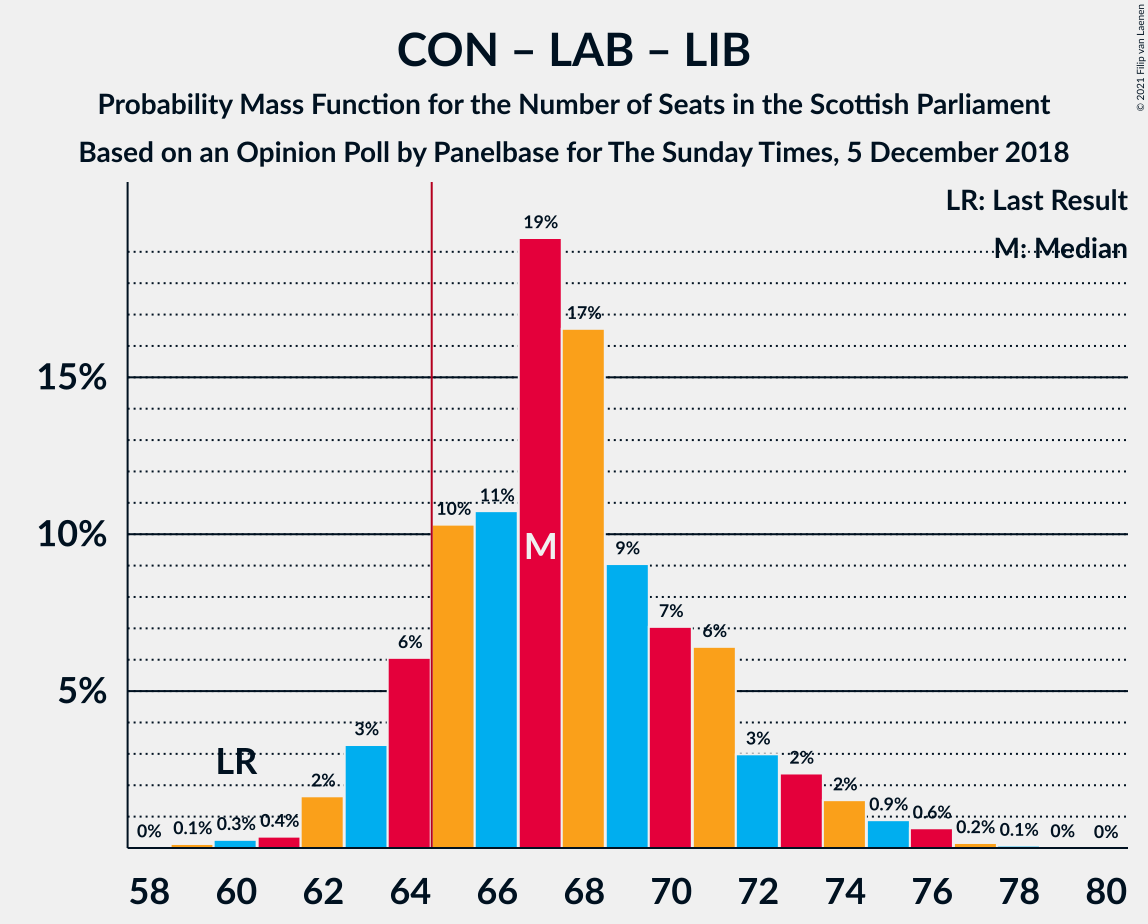 CON – LAB – LIB
Probability Mass Function for the Number of Seats in the Scottish Parliament
Based on an Opinion Poll by Panelbase for The Sunday Times, 5 December 2018
© 2021 Filip van Laenen
LR: Last Result
M: Median
15%
10%
5%
0%
0.1%
0.3%
0.4%
2%
3%
6%
10%
11%
19%
17%
9%
7%
6%
3%
2%
2%
0.9%
0.6%
0.2%
0.1%
0%
0%
LR
M
58 60 62 64 66 68 70 72 74 76 78 80